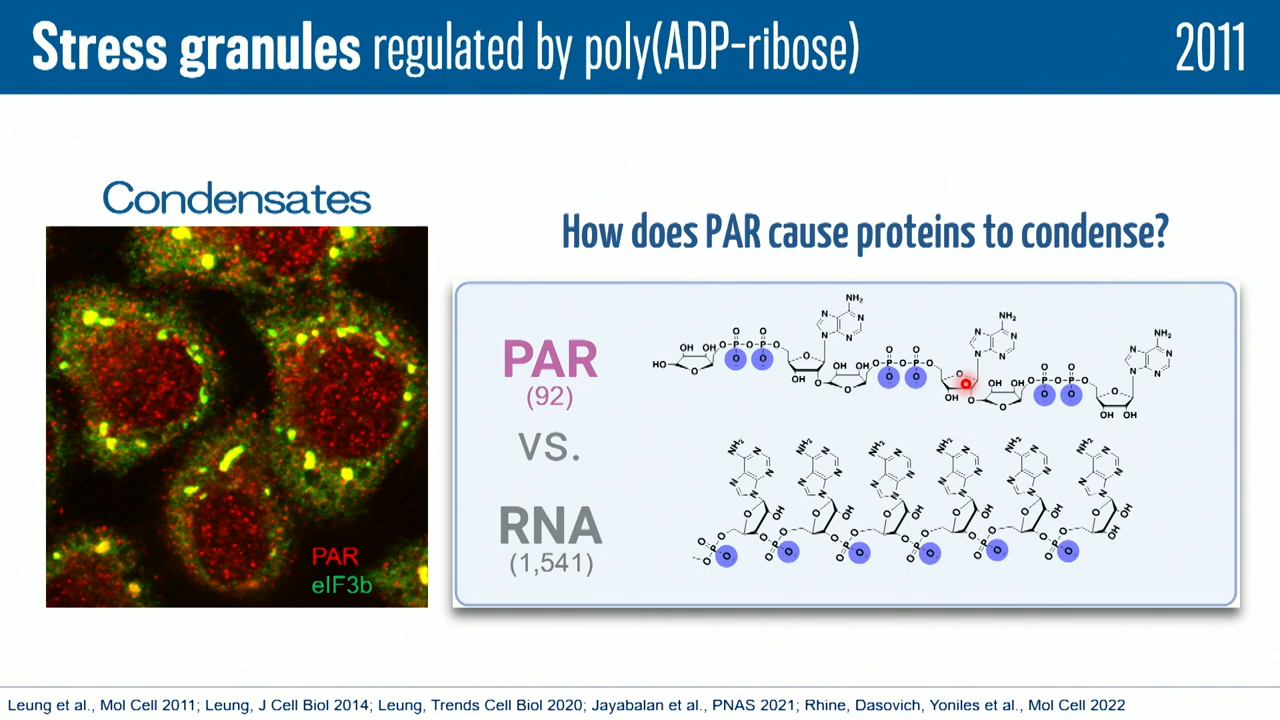 Stress granules regulated by poly(ADP-ribose)
2011
Condensates
PAR
eIF3b
How does PAR cause proteins to condense?
PAR
(92)
vs.
RNA
(1,541)
Leung et al., Mol Cell 2011; Leung, J Cell Biol 2014; Leung, Trends Cell Biol 2020; Jayabalan et al., PNAS 2021; Rhine, Dasovich, Yoniles et al., Mol Cell 2022